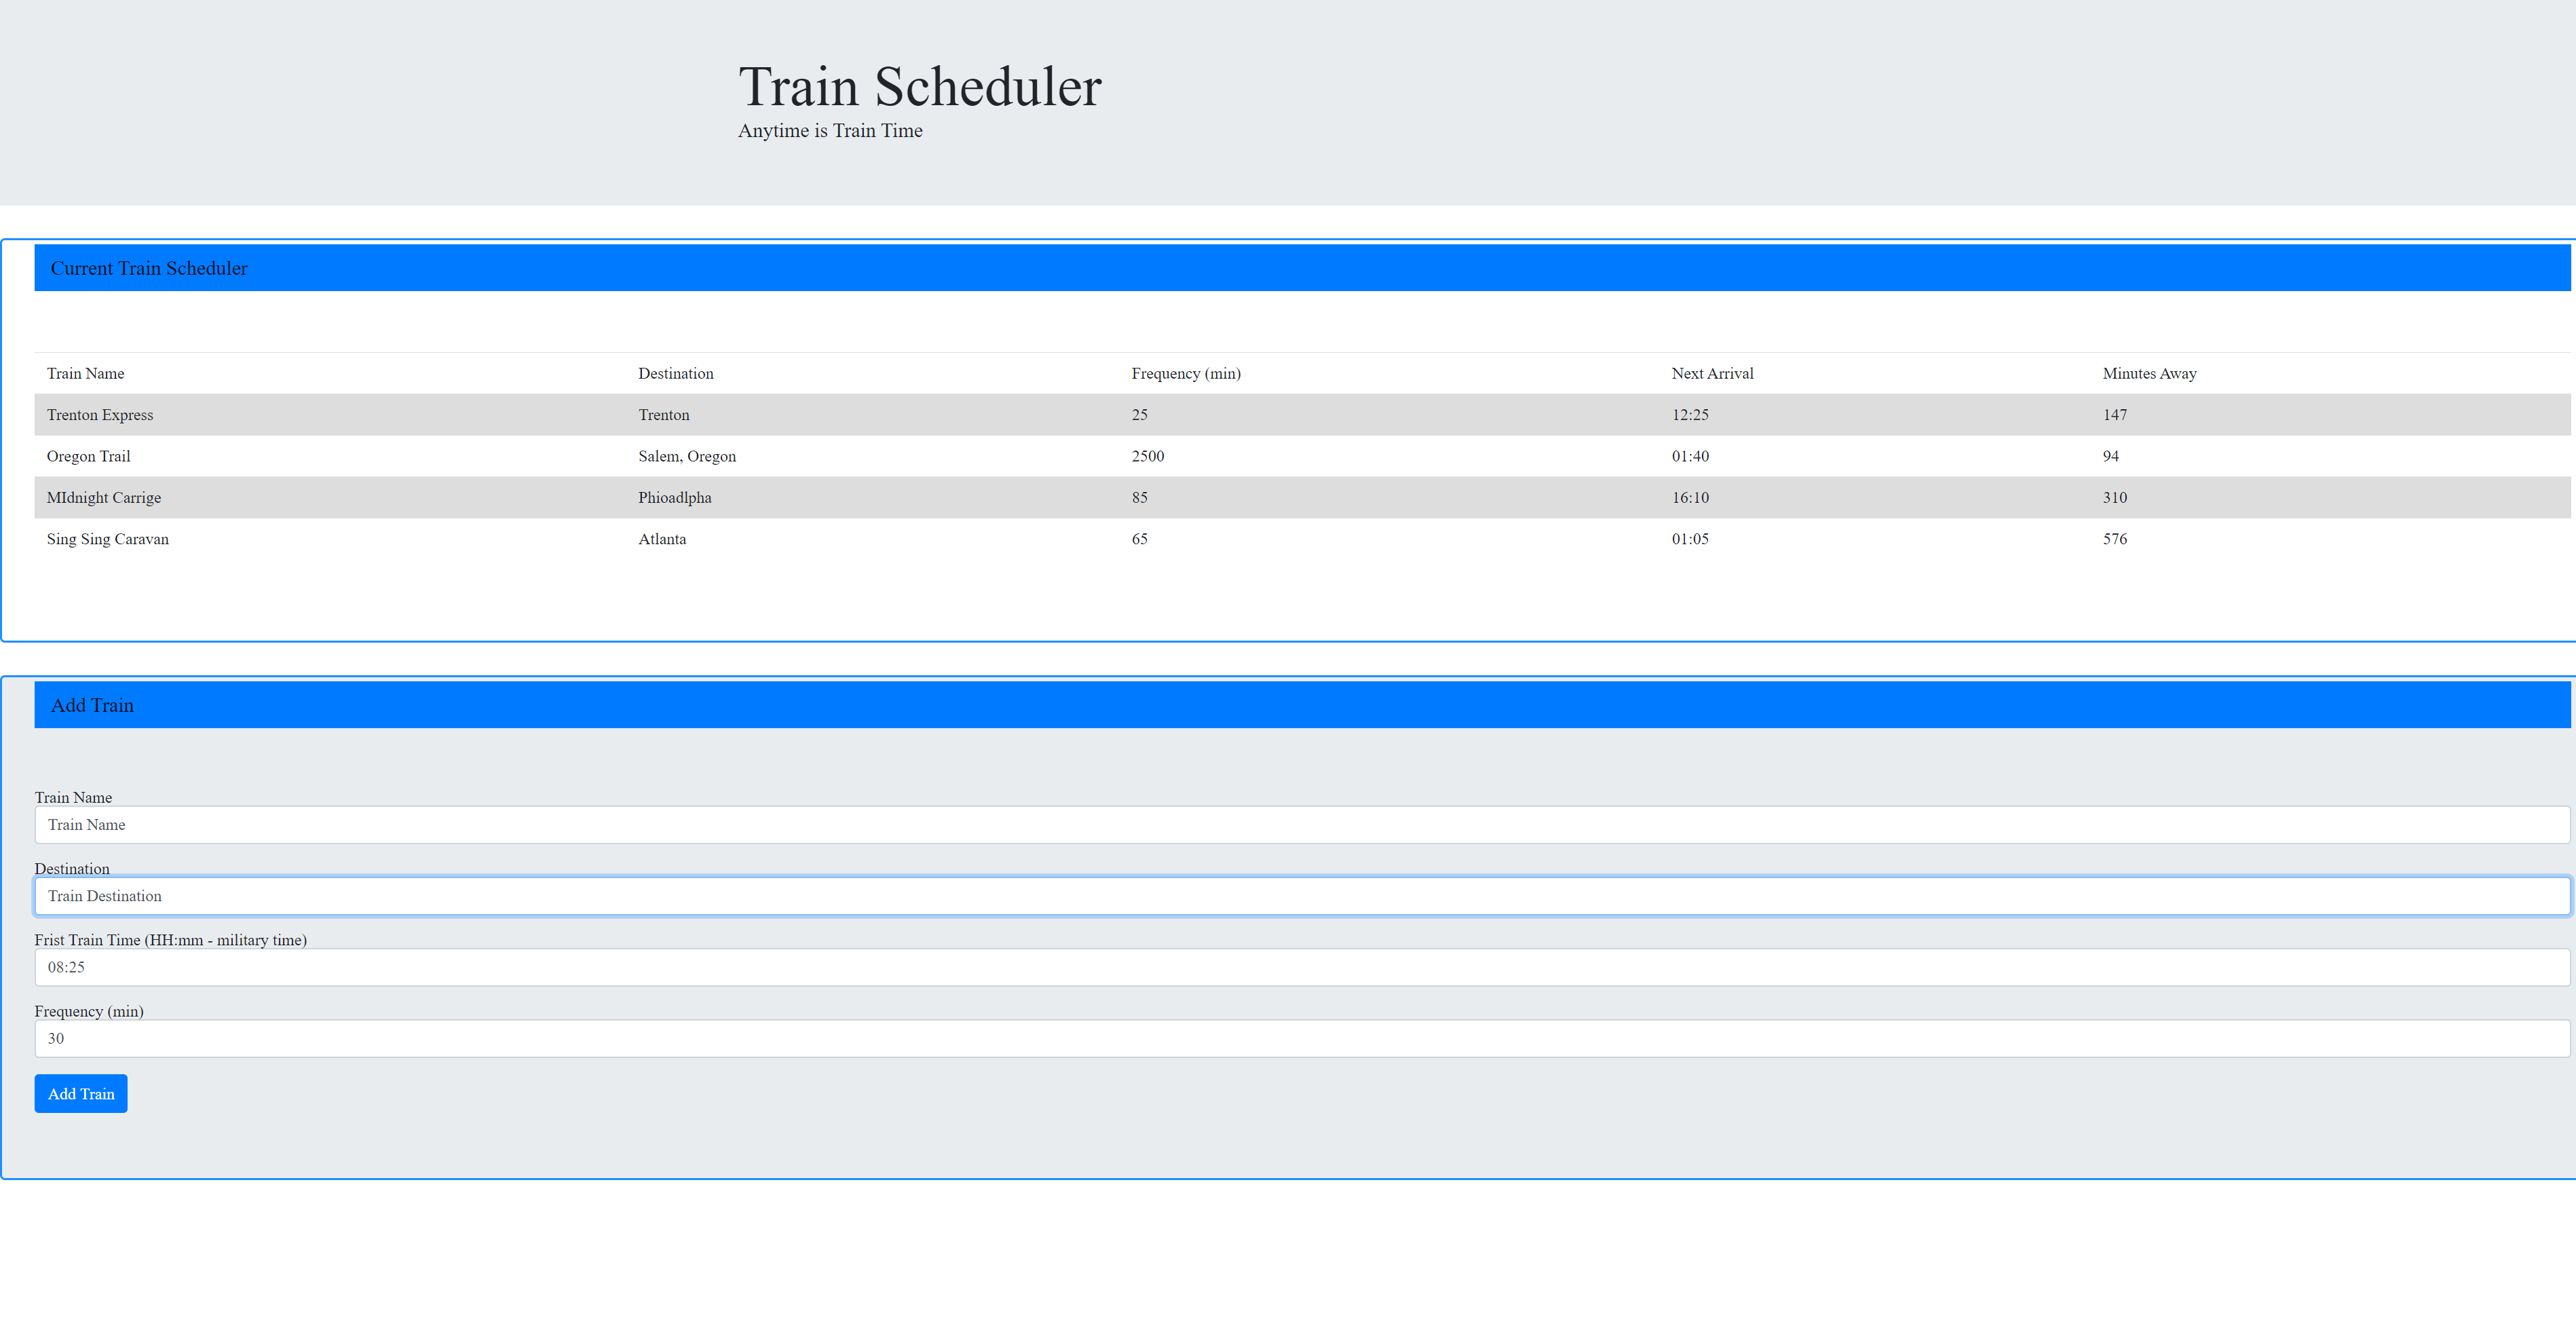 Train Scheduler
Anytime is Train Time
Current Train Scheduler
Train Name Destination Frequency (min) Next Arrival Minutes Away
Trenton Express Trenton 25 12:25 147
Oregon Trail Salem, Oregon 2500 01:40 94
MIdnight Carrige Phioadlpha 85 16:10 310
Sing Sing Caravan Atlanta 65 01:05 576
Add Train
Train Name
Train Name
Destination
Train Destination
Frist Train Time (HH:mm - military time)
08:25
Frequency (min)
30
Add Train